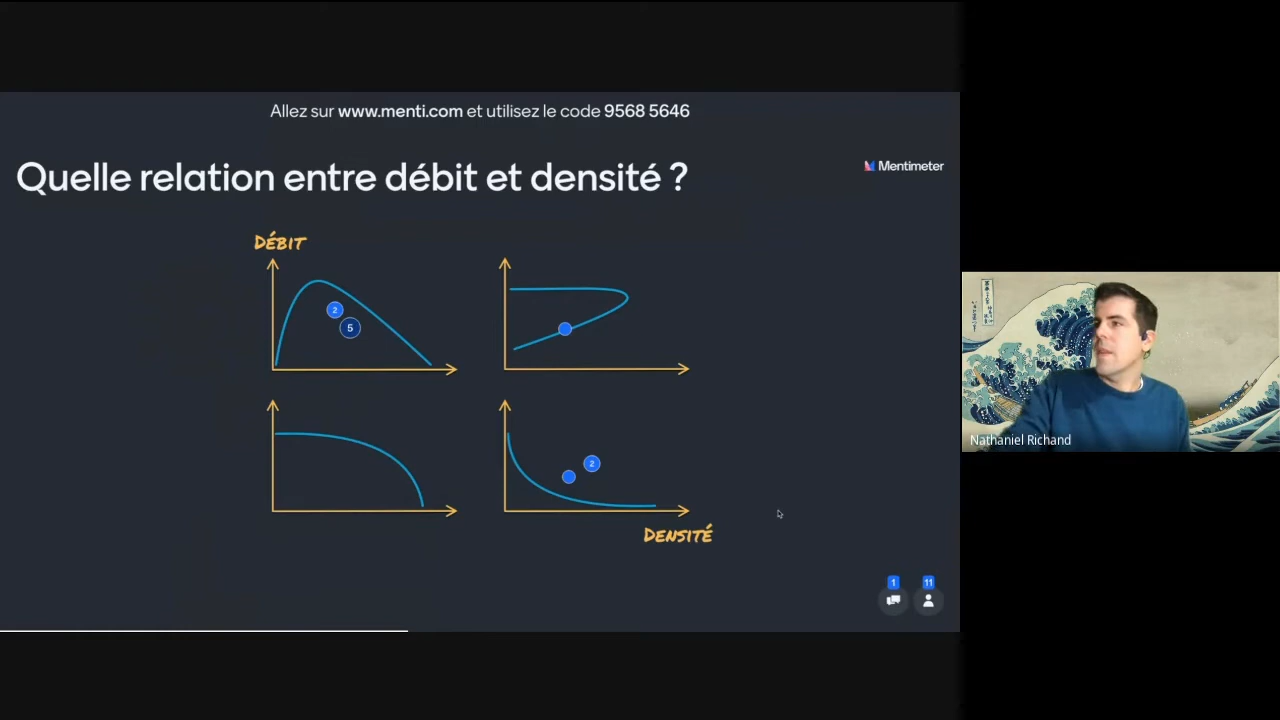 Allez sur www.menti.com et utilisez le code 9568 5646
Quelle relation entre débit et densité ?
Mentimeter
DÉBIT
2
5
2
DENSITÉ
1
11
Nathaniel Richand